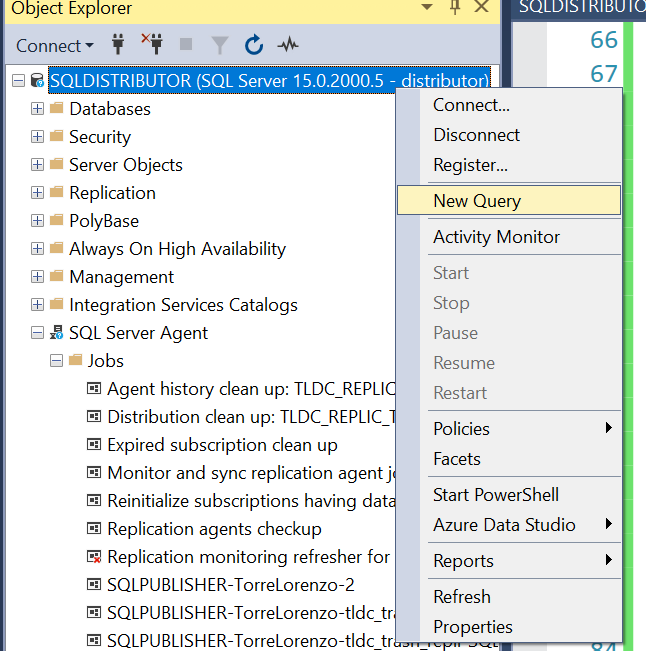 Object Explorer
SQLDISTRIBUTO
Connect
66
67
SQLDISTRIBUTOR (SQL Server 15.0.2000.5 - distributor)
Databases
Security
Server Objects
Replication
PolyBase
Always On High Availability
Management
Integration Services Catalogs
SQL Server Agent
Jobs
Agent history clean up: TLDC_REPLIC
Distribution clean up: TLDC_REPLIC_T
Expired subscription clean up
Monitor and sync replication agent jo
Reinitialize subscriptions having data
Replication agents checkup
Replication monitoring refresher for
SQLPUBLISHER-TorreLorenzo-2
SQLPUBLISHER-TorreLorenzo-tldc_tra
SQLPUBLISHER-TorreLorenzo-tldc_trash_repl-SQL
Connect...
Disconnect
Register...
New Query
Activity Monitor
Start
Stop
Pause
Resume
Restart
Policies
Facets
Start PowerShell
Azure Data Studio
Reports
Refresh
Properties
84